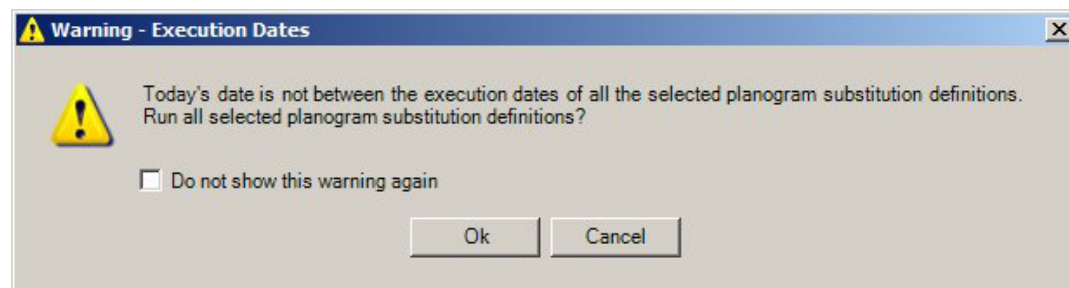 Warning - Execution Dates
Today's date is not between the execution dates of all the selected planogram substitution definitions.
Run all selected planogram substitution definitions?
Do not show this warning again
Ok Cancel